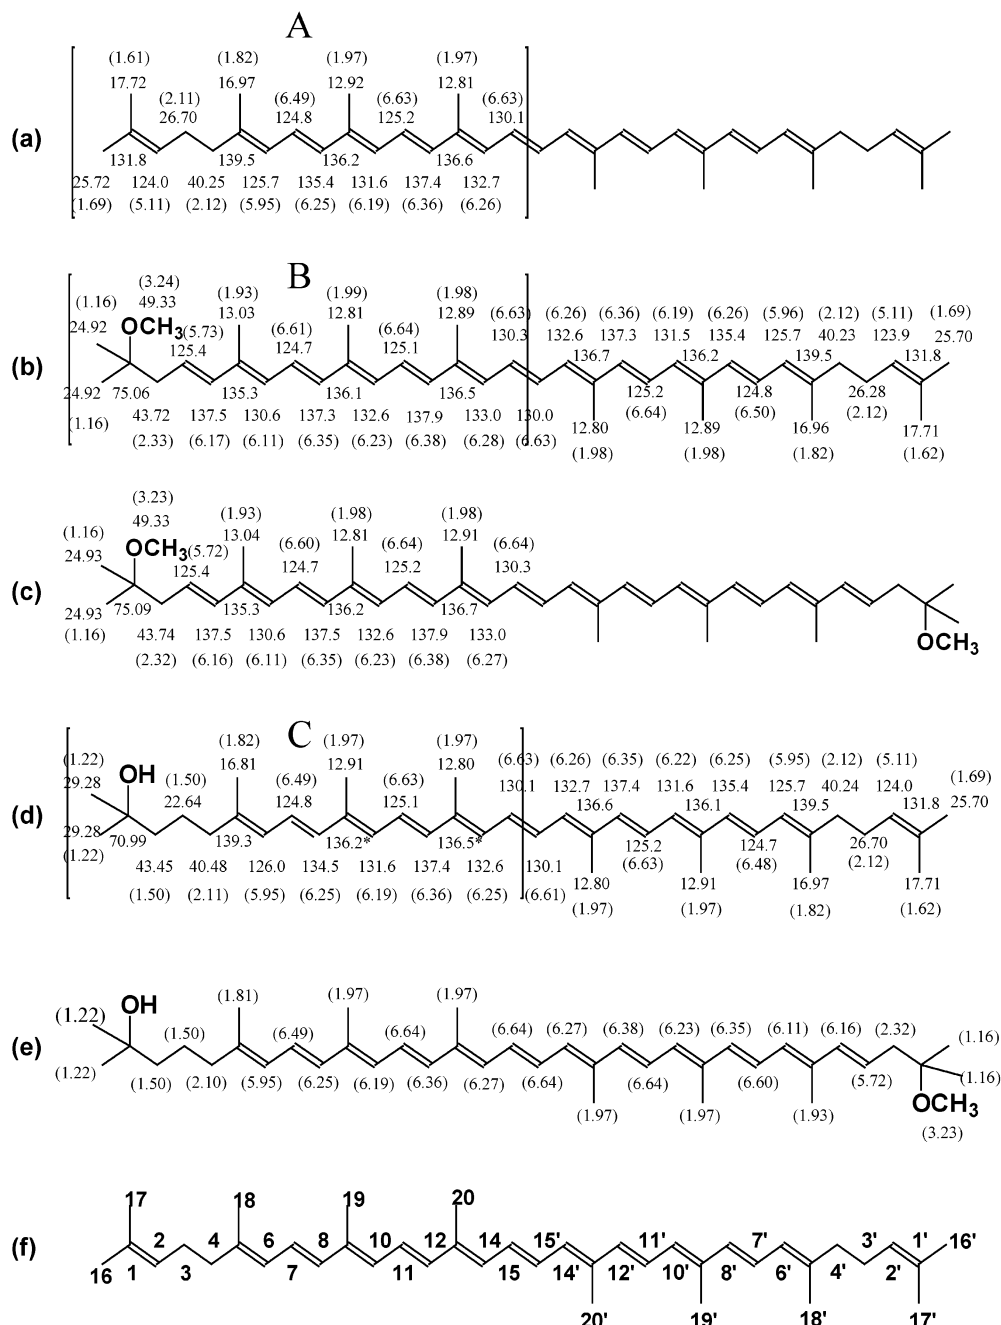 A
(1.61) (1.82) (1.97) (1.97)
17.72 (2.11) 16.97 (6.49) 12.92 (6.63) 12.81 (6.63)
26.70 124.8 125.2 130.1
(a)
131.8 139.5 136.2 136.6
25.72 124.0 40.25 125.7 135.4 131.6 137.4 132.7
(1.69) (5.11) (2.12) (5.95) (6.25) (6.19) (6.36) (6.26)
B
(3.24)
(1.16) 49.33 (1.93) (1.99) (1.98) (6.63) (6.26) (6.36) (6.19) (6.26) (5.96) (2.12) (5.11) (1.69)
24.92 OCH3 (5.73) 13.03 (6.61) 12.81 (6.64) 12.89 130.3 132.6 137.3 131.5 135.4 125.7 40.23 123.9 25.70
125.4 124.7 125.1 136.7 136.2 139.5 131.8
(b)
24.92 75.06 135.3 136.1 136.5 125.2 124.8 26.28
(1.16) 43.72 137.5 130.6 137.3 132.6 137.9 133.0 130.0 (6.64) (6.50) (2.12)
12.80 12.89 16.96 17.71
(2.33) (6.17) (6.11) (6.35) (6.23) (6.38) (6.28) (6.63) (1.98) (1.98) (1.82) (1.62)
(3.23)
(1.16) 49.33 (1.93) (1.98) (1.98)
24.93 OCH3 (5.72) 13.04 (6.60) 12.81 (6.64) 12.91 (6.64)
125.4 124.7 125.2 130.3
(c)
24.93 75.09 135.3 136.2 136.7
(1.16) 43.74 137.5 130.6 137.5 132.6 137.9 133.0 OCH3
(2.32) (6.16) (6.11) (6.35) (6.23) (6.38) (6.27)
C
(1.22) (1.82) (1.97) (1.97) (6.63) (6.26) (6.35) (6.22) (6.25) (5.95) (2.12) (5.11) (1.69)
29.28 OH (1.50) 16.81 (6.49) 12.91 (6.63) 12.80 130.1 132.7 137.4 131.6 135.4 125.7 40.24 124.0 25.70
22.64 124.8 125.1 136.6 136.1 139.5 131.8
(d)
29.28 70.99 139.3 136.2* 136.5* 125.2 124.7 26.70
(1.22) 43.45 40.48 126.0 134.5 131.6 137.4 132.6 130.1 (6.63) (6.48) (2.12)
12.80 12.91 16.97 17.71
(1.50) (2.11) (5.95) (6.25) (6.19) (6.36) (6.25) (6.61) (1.97) (1.97) (1.82) (1.62)
OH (1.81) (1.97) (1.97)
(1.22) (1.50) (6.49) (6.64) (6.64) (6.27) (6.38) (6.23) (6.35) (6.11) (6.16) (2.32) (1.16)
(e)
(1.22) (1.50) (2.10) (5.95) (6.25) (6.19) (6.36) (6.27) (6.64) (6.64) (6.60) (5.72) (1.16)
OCH3
(1.97) (1.97) (1.93) (3.23)
17 18 19 20
(f)
2 4 6 8 10 12 14 15' 11' 7' 3' 1' 16'
16 1 3 7 11 15 14' 12' 10' 8' 6' 4' 2'
20' 19' 18' 17'